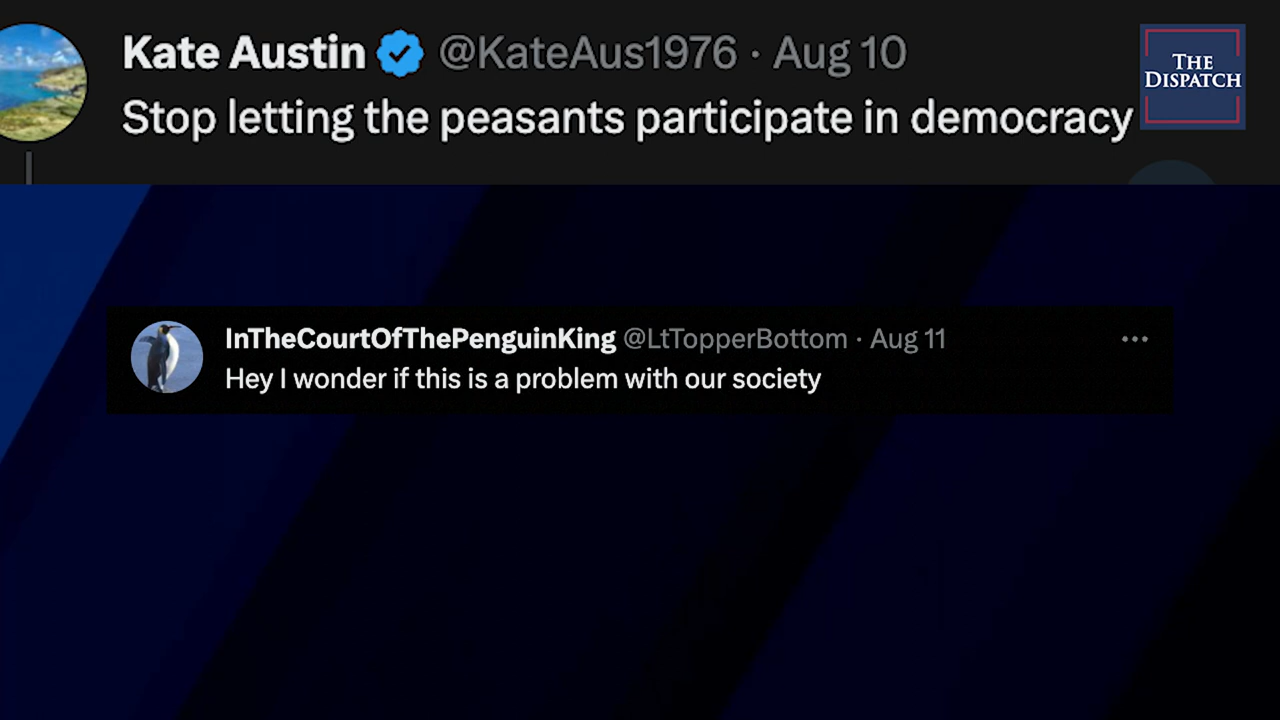 Kate Austin @KateAus1976 · Aug 10
Stop letting the peasants participate in democracy
THE
DISPATCH
InTheCourtOfThePenguinKing @LtTopperBottom · Aug 11
Hey I wonder if this is a problem with our society